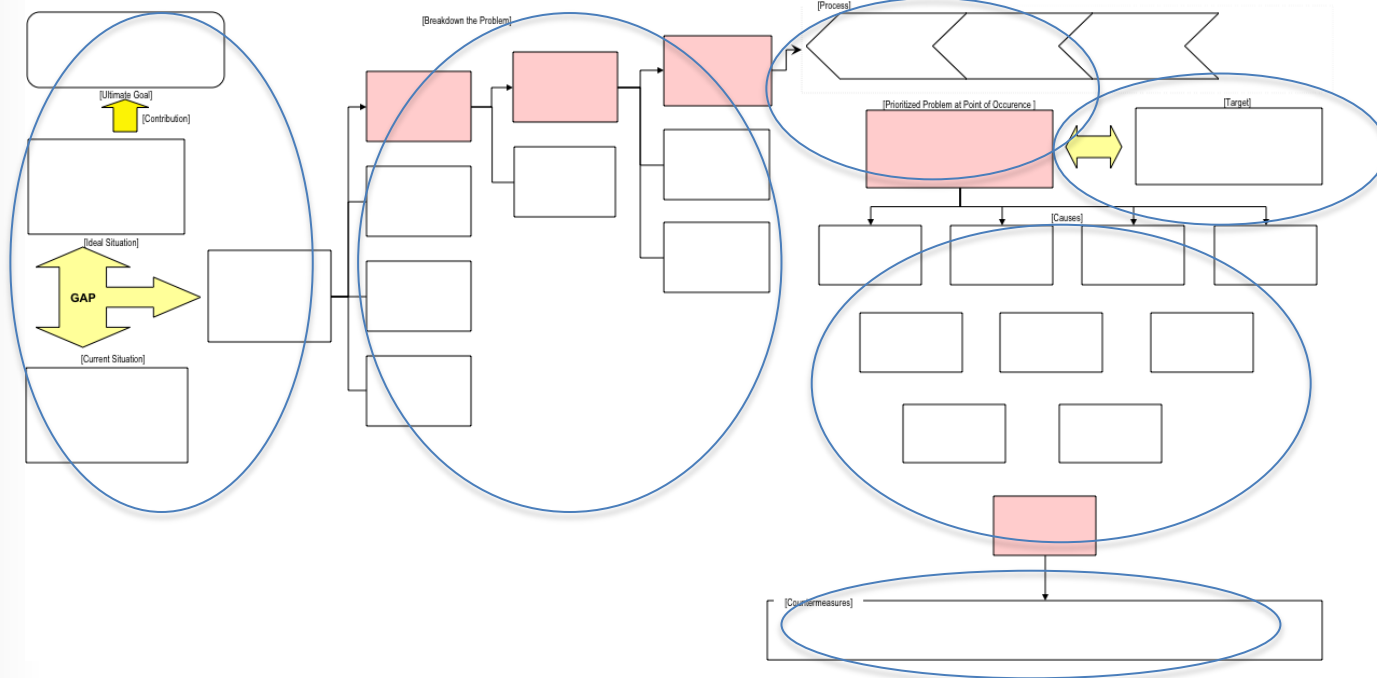 [Process]
[Breakdown the Problem]
[Ultimate Goal]
[Contribution]
[Prioritized Problem at Point of Occurence ]
[Target]
[Causes]
[Ideal Situation]
GAP
[Current Situation]
[Countermeasures]